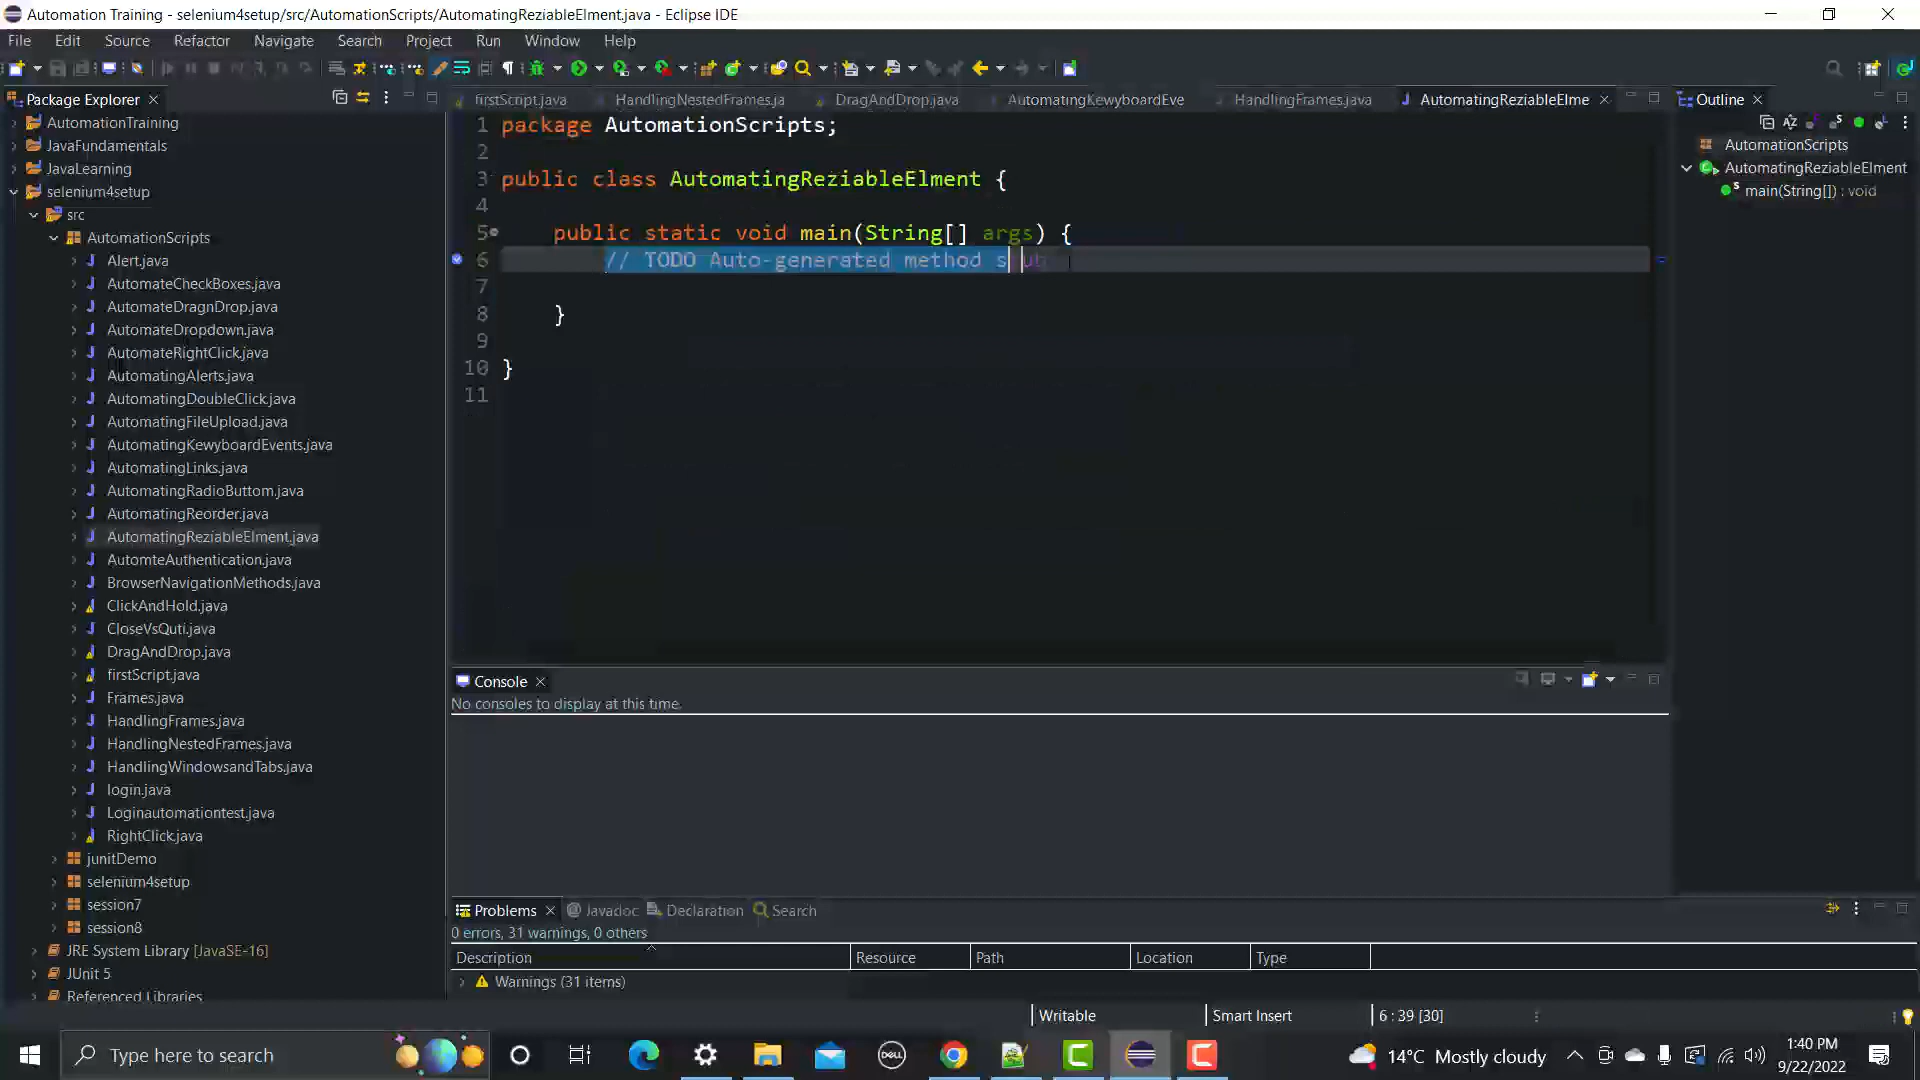 Automation Training - selenium4setup/src/AutomationScripts/AutomatingReziableElment.java - Eclipse IDE
File Edit Source Refactor Navigate Search Project Run Window Help
Package Explorer
firstScript.java HandlingNestedFrames.ja DragAndDrop.java AutomatingKewyboardEve HandlingFrames.java AutomatingReziableElme
Outline
AutomationTraining
JavaFundamentals
JavaLearning
selenium4setup
src
AutomationScripts
Alert.java
AutomateCheckBoxes.java
AutomateDragnDrop.java
AutomateDropdown.java
AutomateRightClick.java
AutomatingAlerts.java
AutomatingDoubleClick.java
AutomatingFileUpload.java
AutomatingKewyboardEvents.java
AutomatingLinks.java
AutomatingRadioButtom.java
AutomatingReorder.java
AutomatingReziableElment.java
AutomteAuthentication.java
BrowserNavigationMethods.java
ClickAndHold.java
CloseVsQuti.java
DragAndDrop.java
firstScript.java
Frames.java
HandlingFrames.java
HandlingNestedFrames.java
HandlingWindowsandTabs.java
login.java
Loginautomationtest.java
RightClick.java
junitDemo
selenium4setup
session7
session8
JRE System Library [JavaSE-16]
JUnit 5
Referenced Libraries
1 package AutomationScripts;
2
3 public class AutomatingReziableElment {
4
5 public static void main(String[] args) {
6 // TODO Auto-generated method stub
7
8 }
9
10 }
11
AutomationScripts
AutomatingReziableElment
main(String[]) : void
Console
No consoles to display at this time.
Problems Javadoc Declaration Search
0 errors, 31 warnings, 0 others
Description Resource Path Location Type
Warnings (31 items)
Writable Smart Insert 6 : 39 [30]
Type here to search
DELL
14°C Mostly cloudy
1:40 PM
9/22/2022